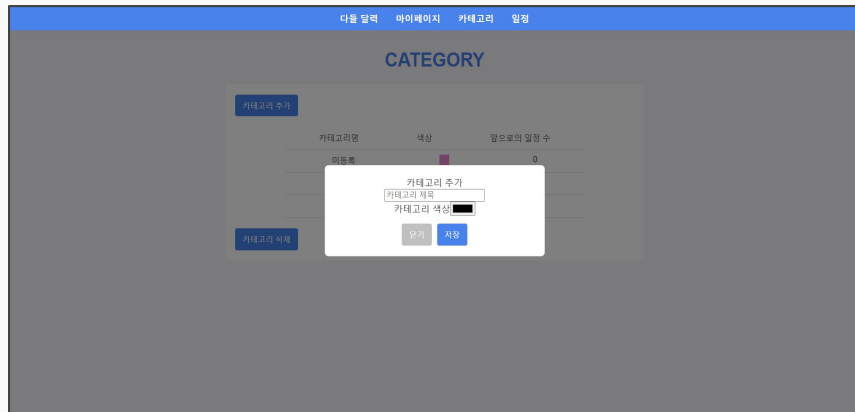 다들 달력 마이페이지 카테고리 일정
CATEGORY
카테고리 추가
카테고리명 색상 앞으로의 일정 수
미등록 0
카테고리 추가
카테고리 제목
카테고리 색상
닫기 저장
카테고리 삭제